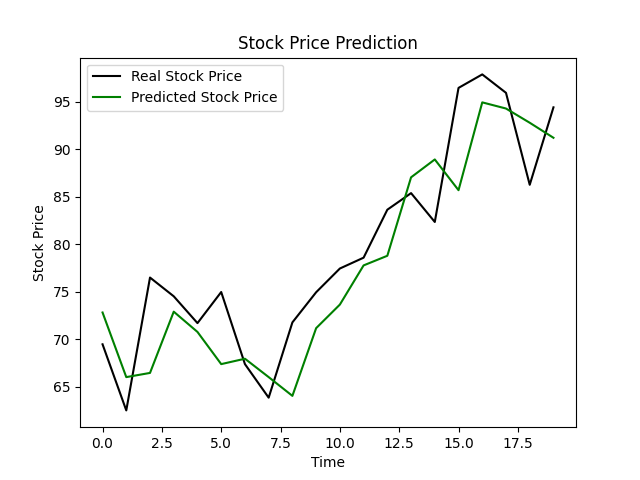 Stock Price Prediction
Real Stock Price
Predicted Stock Price
Stock Price
95
90
85
80
75
70
65
0.0 2.5 5.0 7.5 10.0 12.5 15.0 17.5
Time